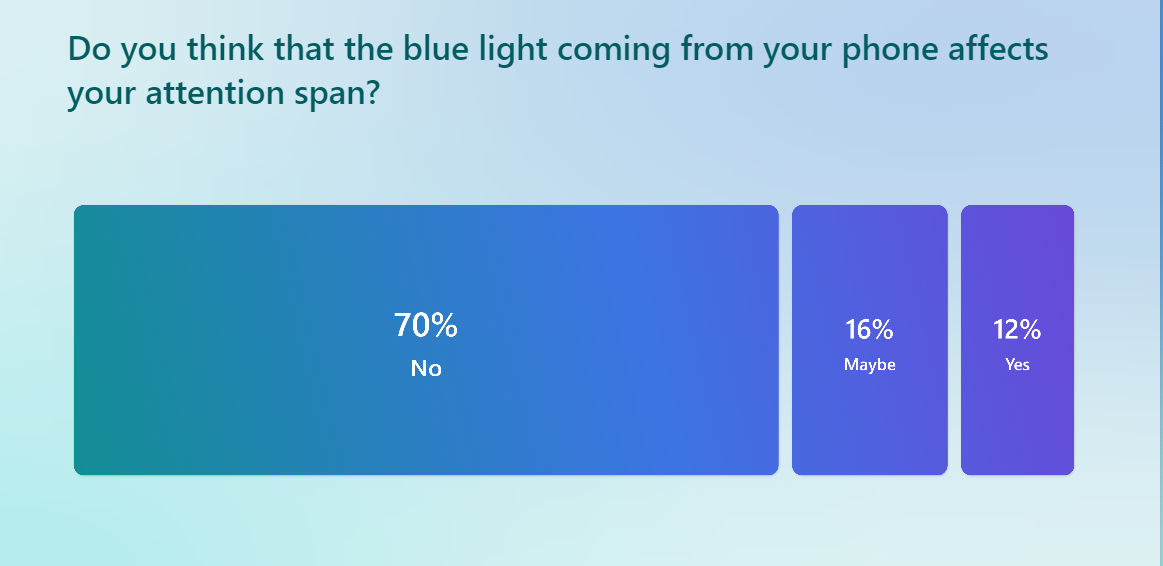 Do you think that the blue light coming from your phone affects
your attention span?
70%
No
16%
Maybe
12%
Yes